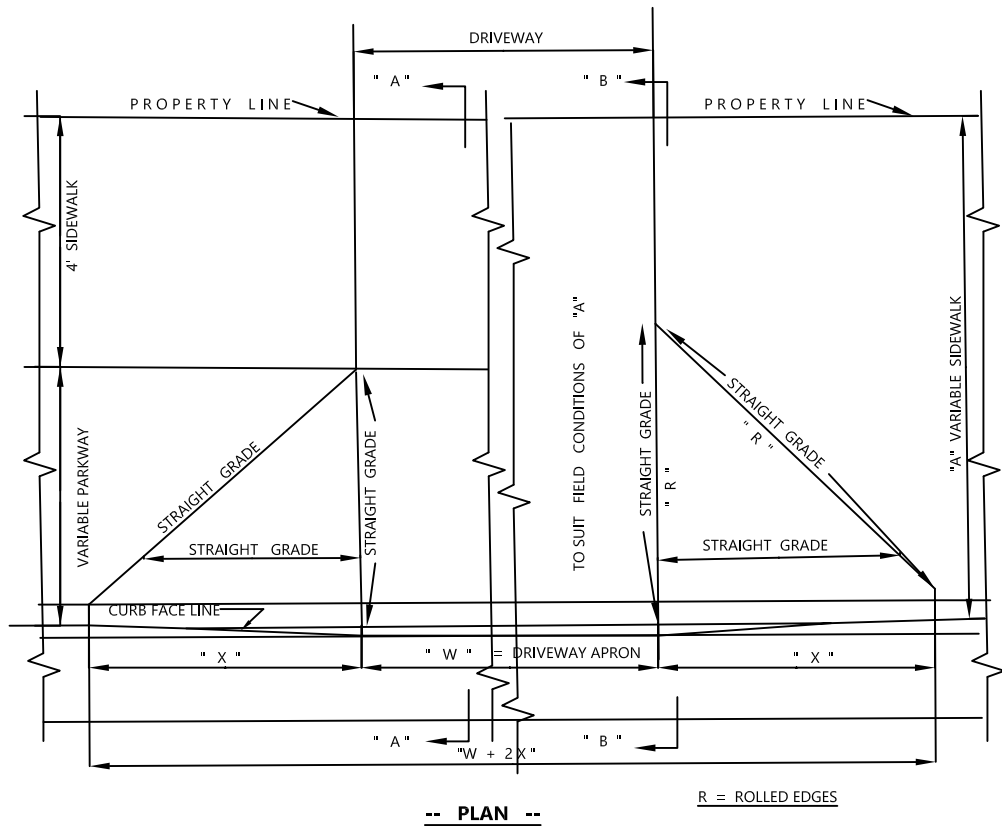 DRIVEWAY
" A "
" B "
PROPERTY LINE
PROPERTY LINE
4' SIDEWALK
VARIABLE PARKWAY
STRAIGHT GRADE
STRAIGHT GRADE
STRAIGHT GRADE
TO SUIT FIELD CONDITIONS OF "A"
STRAIGHT GRADE
" R "
STRAIGHT GRADE
" R "
STRAIGHT GRADE
"A" VARIABLE SIDEWALK
CURB FACE LINE
" X "
" W " = DRIVEWAY APRON
" X "
" A "
" B "
"W + 2X"
R = ROLLED EDGES
-- PLAN --